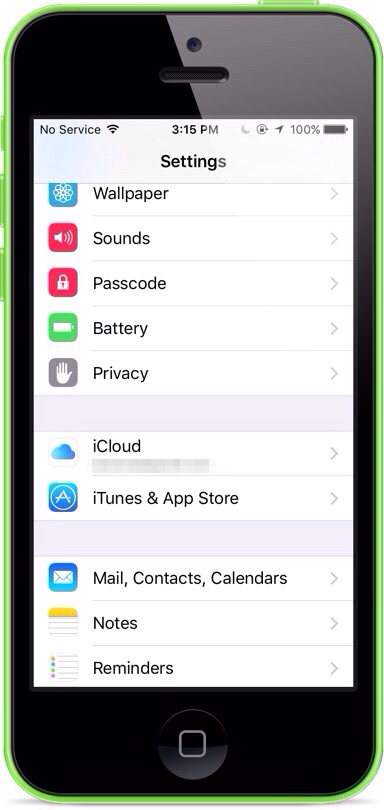 No Service 3:15 PM 100%
Settings
Wallpaper
Sounds
Passcode
Battery
Privacy
iCloud
iTunes & App Store
Mail, Contacts, Calendars
Notes
Reminders